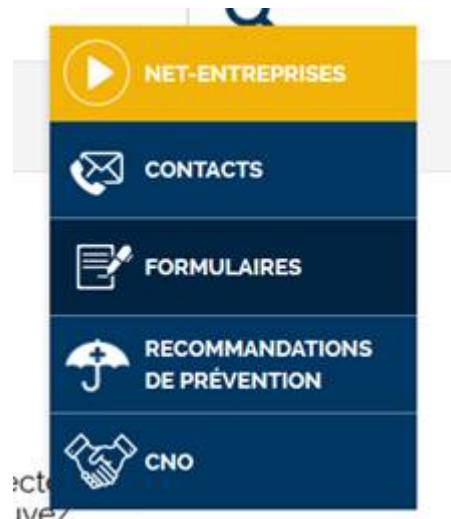 NET-ENTREPRISES
CONTACTS
FORMULAIRES
RECOMMANDATIONS
DE PRÉVENTION
CNO